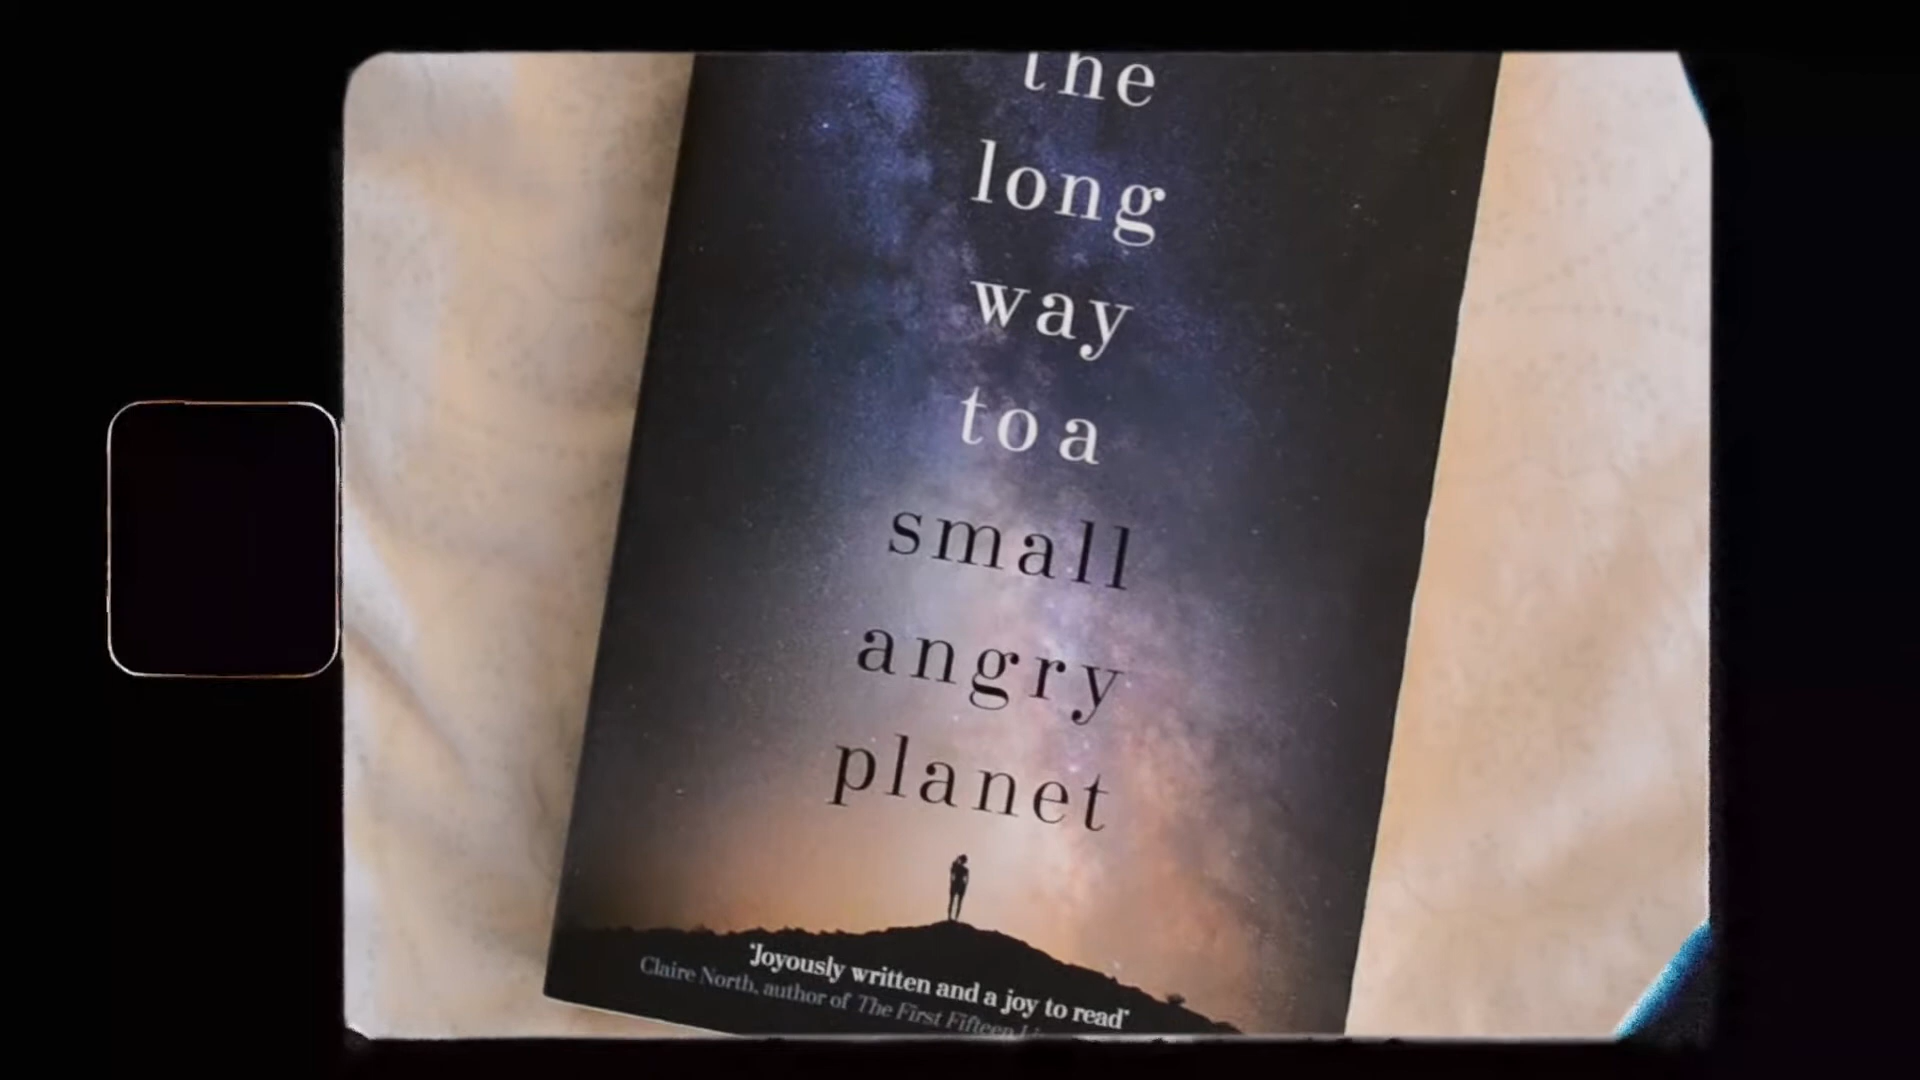 the
long
way
to a
small
angry
planet
'Joyously written and a joy to read'
Claire North, author of The First Fifteen